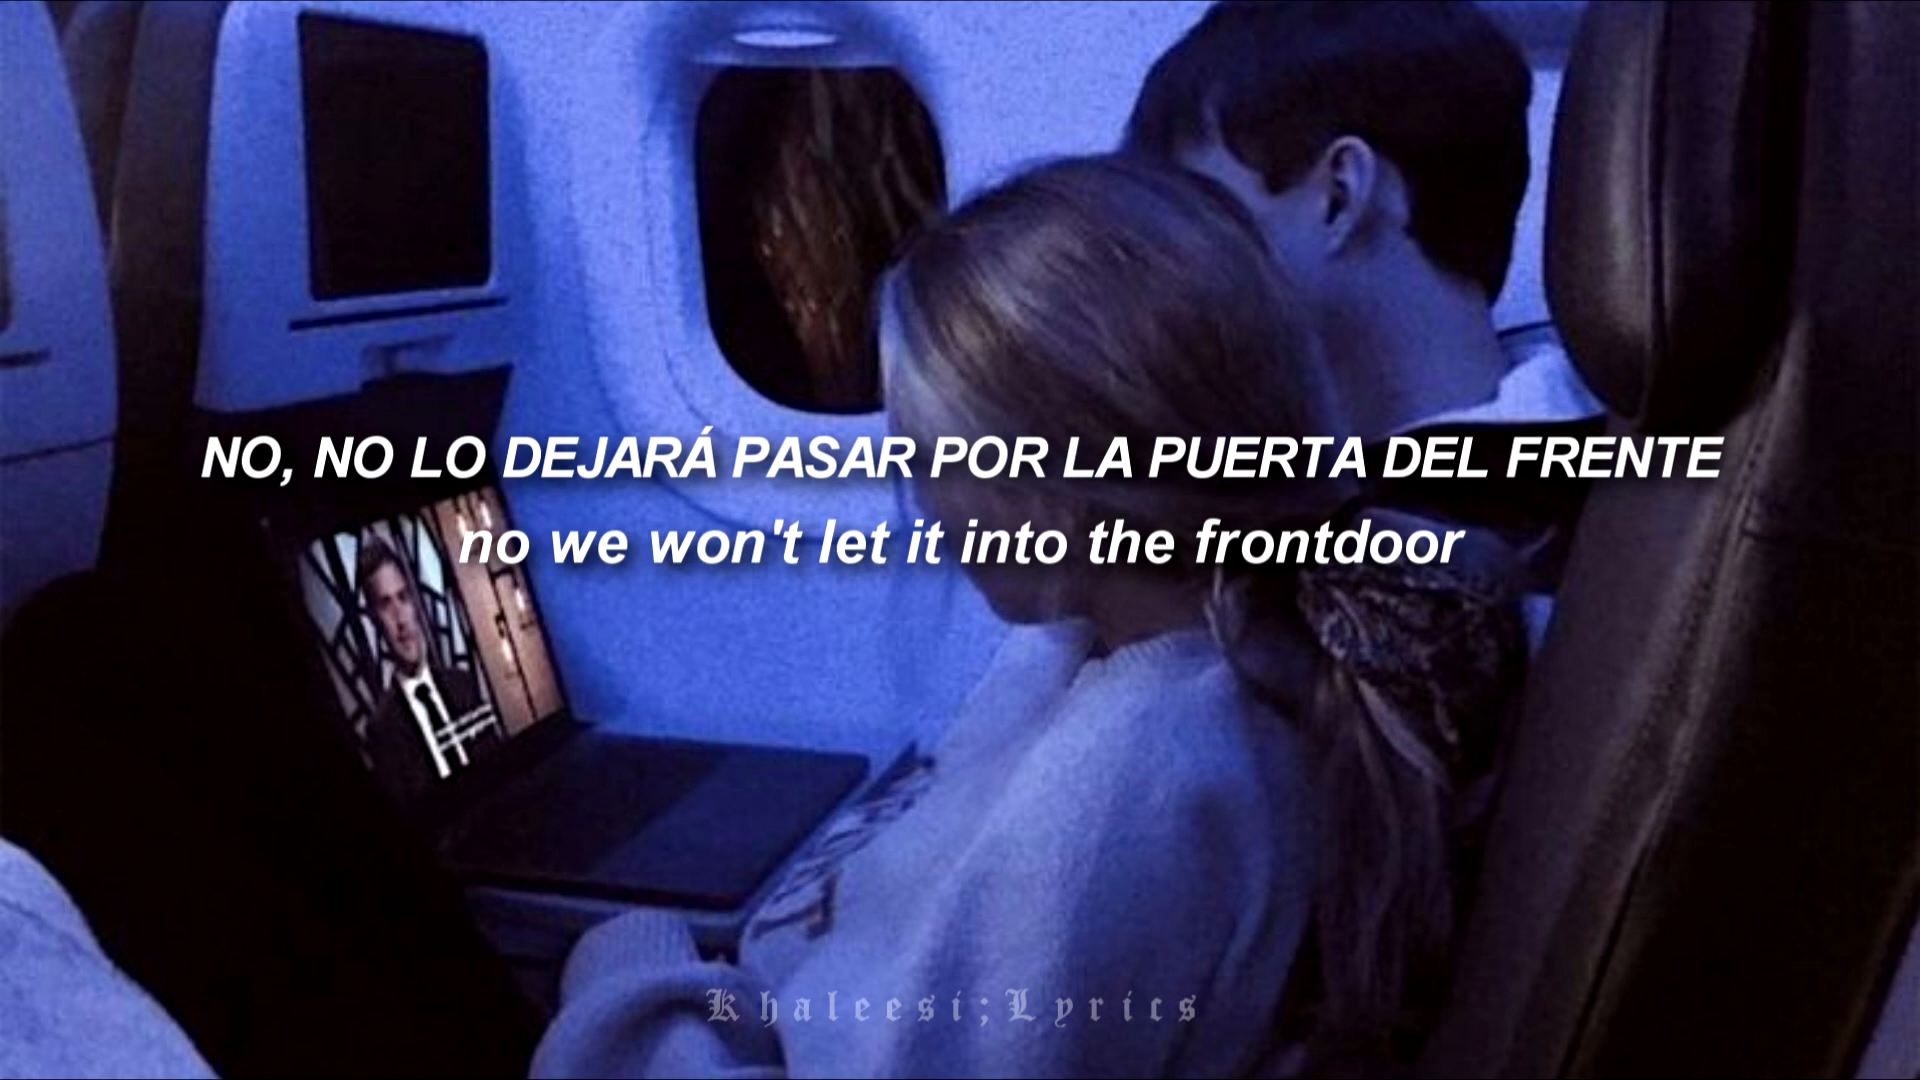 NO, NO LO DEJARÁ PASAR POR LA PUERTA DEL FRENTE
no we won't let it into the frontdoor
Khaleesi;Lyrics